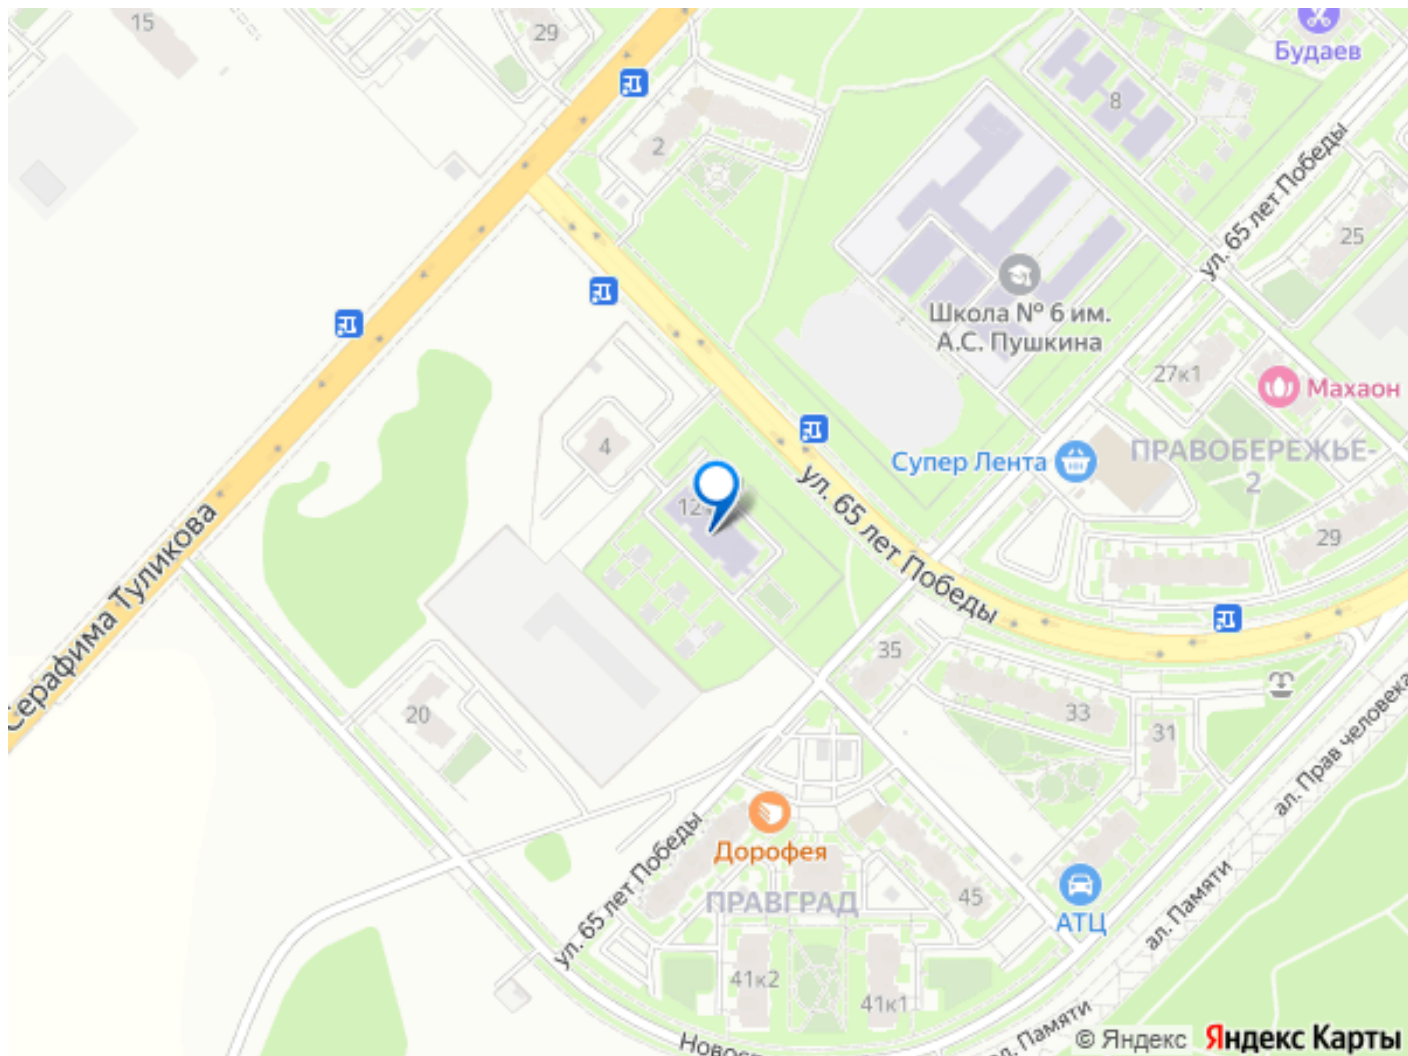 15
29
Будаев
8
2
ул. 65 лет Победы
25
Школа № 6 им.
А.С. Пушкина
27к1
Махаон
4
Супер Лента
ПРАВОБЕРЕЖЬЕ-
2
12
ул. 65 лет Победы
29
Серафима Туликова
35
20
33
31
ал. Прав человека
Дорофея
ул. 65 лет Победы
ПРАВГРАД
45
АТЦ
ал. Памяти
41к2
41к1
ал. Памяти
© Яндекс Яндекс Карты